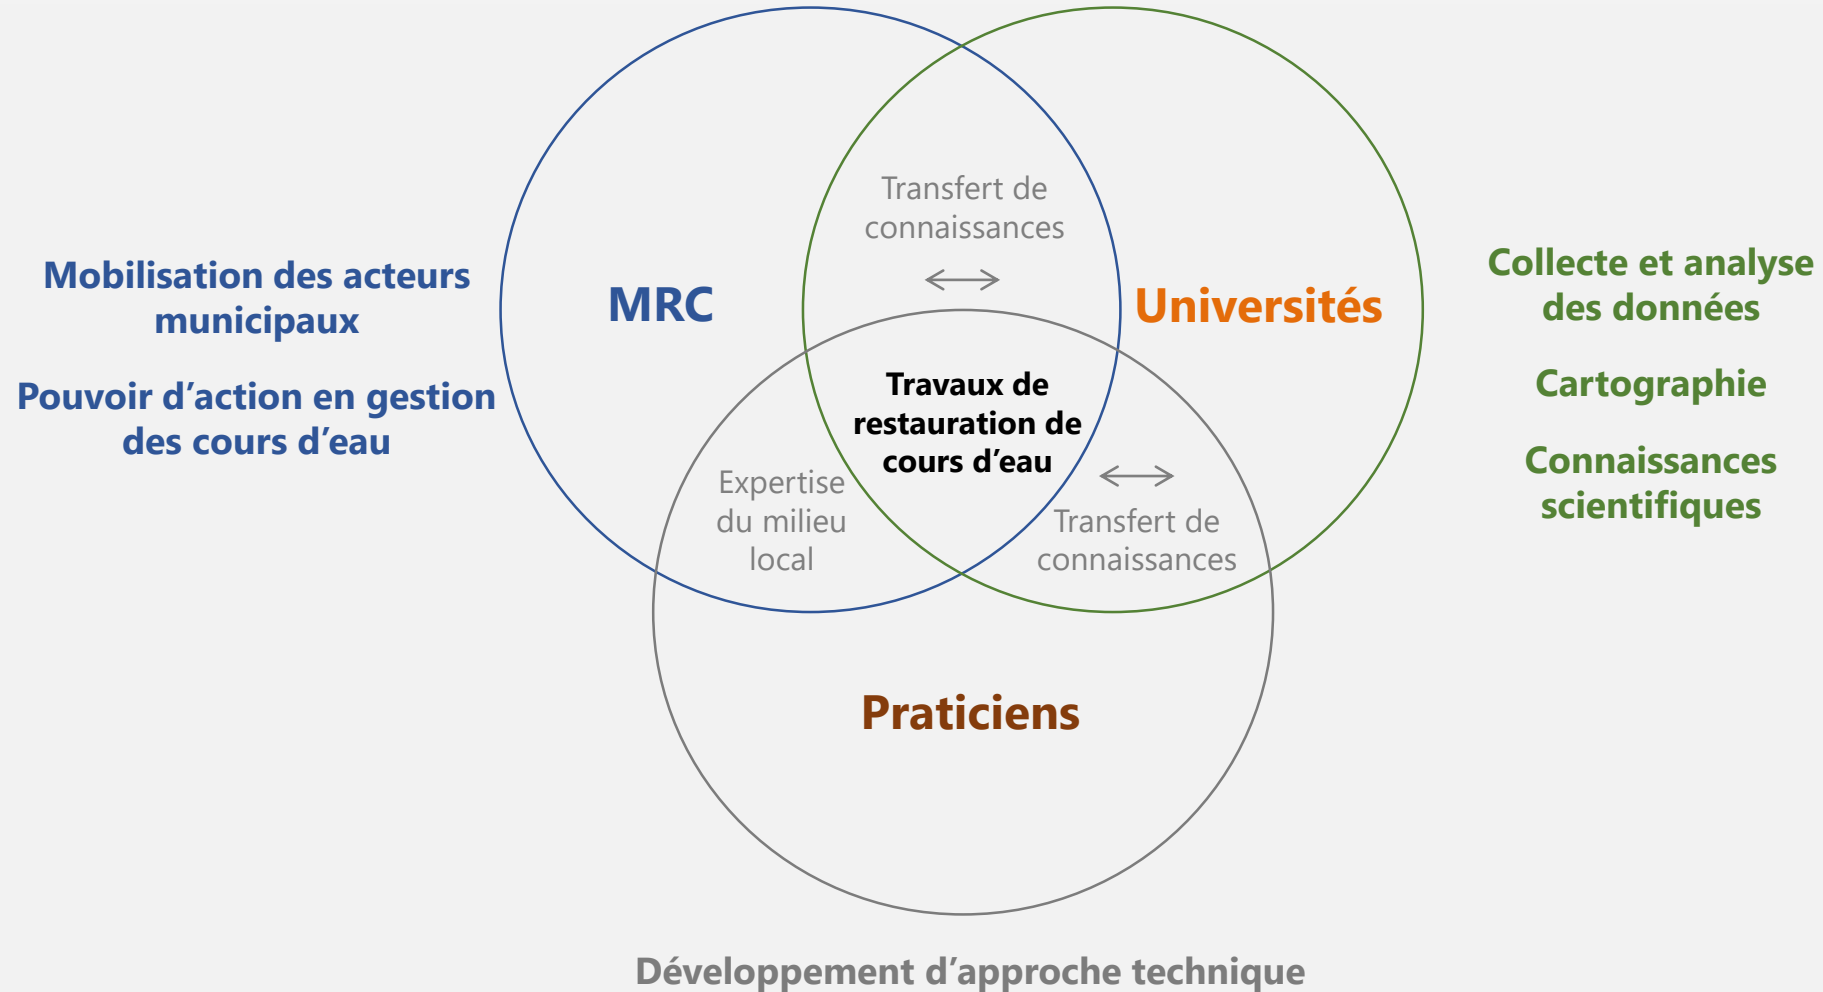 Mobilisation des acteurs
municipaux
Pouvoir d’action en gestion
des cours d’eau
MRC
Transfert de
connaissances
Universités
Collecte et analyse
des données
Cartographie
Connaissances
scientifiques
Travaux de
restauration de
cours d’eau
Expertise
du milieu
local
Transfert de
connaissances
Praticiens
Développement d’approche technique